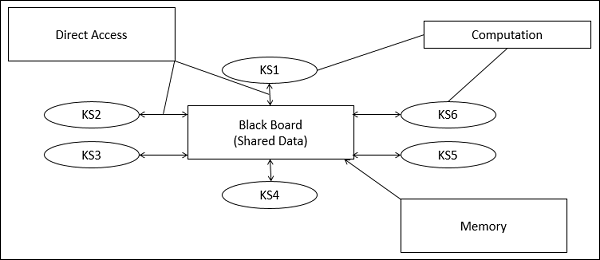 Direct Access
Computation
KS1
KS2
Black Board
(Shared Data)
KS6
KS3
KS5
KS4
Memory